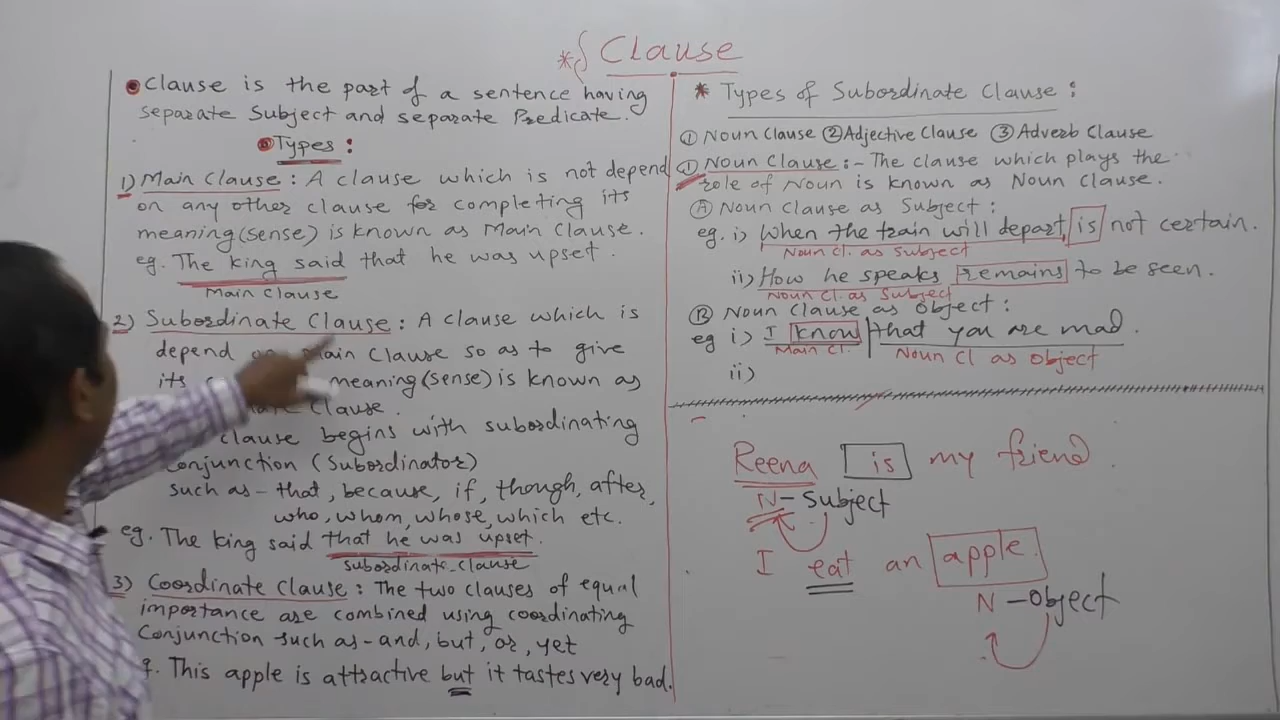 *{ Clause
• Clause is the part of a sentence having
separate Subject and separate Predicate.
• Types :
1) Main Clause : A clause which is not depend
on any other clause for completing its
meaning (sense) is known as Main Clause.
eg. The king said that he was upset.
Main Clause
2) Subordinate Clause : A clause which is
depend main Clause so as to give
its meaning (sense) is known as
Clause.
clause begins with subordinating
Conjunction (Subordinator)
such as - that, because, if, though, after,
who, whom, whose, which etc.
eg. The king said that he was upset.
subordinate clause
3) Coordinate Clause : The two clauses of equal
importance are combined using coordinating
Conjunction such as - and, but, or, yet
This apple is attractive but it tastes very bad.
* Types of Subordinate Clause :
① Noun Clause ② Adjective Clause ③ Adverb Clause
① Noun Clause :- The clause which plays the
role of Noun is known as Noun Clause.
Ⓐ Noun Clause as Subject :
eg. i) When the train will depart, is not certain.
Noun Cl. as Subject
ii) How he speaks remains to be seen.
Noun Cl. as Subject
Ⓑ Noun Clause as Object :
eg i) I know that you are mad.
Main Cl. Noun Cl as Object
ii)
Reena is my friend.
N - Subject
I eat an apple.
N - Object